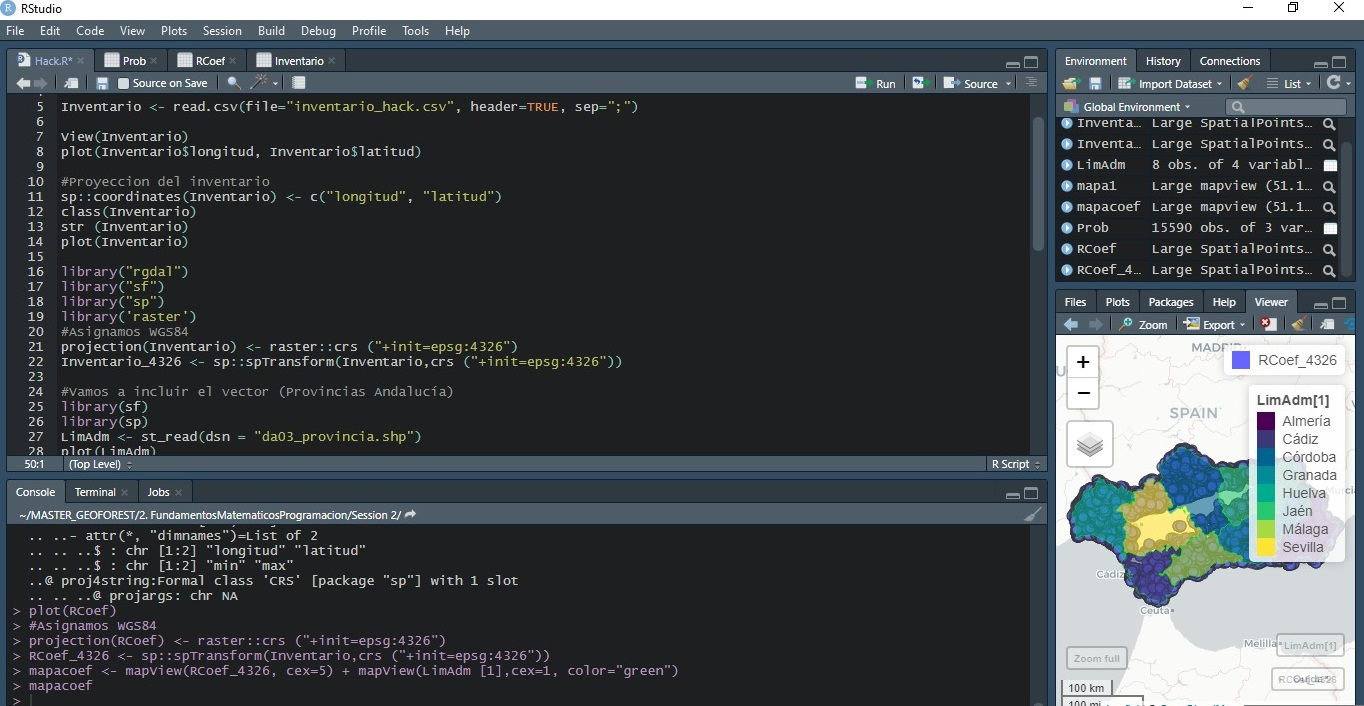 RStudio
File Edit Code View Plots Session Build Debug Profile Tools Help
Hack.R* Prob RCoef Inventario
Source on Save Run Source
5 Inventario <- read.csv(file="inventario_hack.csv", header=TRUE, sep=";")
6
7 View(Inventario)
8 plot(Inventario$longitud, Inventario$latitud)
9
10 #Proyeccion del inventario
11 sp::coordinates(Inventario) <- c("longitud", "latitud")
12 class(Inventario)
13 str (Inventario)
14 plot(Inventario)
15
16 library("rgdal")
17 library("sf")
18 library("sp")
19 library('raster')
20 #Asignamos WGS84
21 projection(Inventario) <- raster::crs ("+init=epsg:4326")
22 Inventario_4326 <- sp::spTransform(Inventario,crs ("+init=epsg:4326"))
23
24 #Vamos a incluir el vector (Provincias Andalucía)
25 library(sf)
26 library(sp)
27 LimAdm <- st_read(dsn = "da03_provincia.shp")
28 plot(LimAdm)
50:1 (Top Level) R Script
Console Terminal Jobs
~/MASTER_GEOFOREST/2. FundamentosMatematicosProgramacion/Session 2/
.. ..- attr(*, "dimnames")=List of 2
.. .. ..$ : chr [1:2] "longitud" "latitud"
.. .. ..$ : chr [1:2] "min" "max"
..@ proj4string:Formal class 'CRS' [package "sp"] with 1 slot
.. .. ..@ projargs: chr NA
> plot(RCoef)
> #Asignamos WGS84
> projection(RCoef) <- raster::crs ("+init=epsg:4326")
> RCoef_4326 <- sp::spTransform(Inventario,crs ("+init=epsg:4326"))
> mapacoef <- mapview(RCoef_4326, cex=5) + mapview(LimAdm [1],cex=1, color="green")
> mapacoef
>
Environment History Connections
Import Dataset List
Global Environment
Inventa… Large SpatialPoints…
Inventa… Large SpatialPoints…
LimAdm 8 obs. of 4 variabl…
mapa1 Large mapview (51.1…
mapacoef Large mapview (51.1…
Prob 15590 obs. of 3 var…
RCoef Large SpatialPoints…
RCoef_4… Large SpatialPoints…
Files Plots Packages Help Viewer
Zoom Export
+
−
MADRID
RCoef_4326
SPAIN
LimAdm[1]
Almería
Cádiz
Córdoba
Granada
Huelva
Jaén
Málaga
Sevilla
Cádiz
Ceuta
Melilla
LimAdm[1]
Zoom full
100 km
100 mi